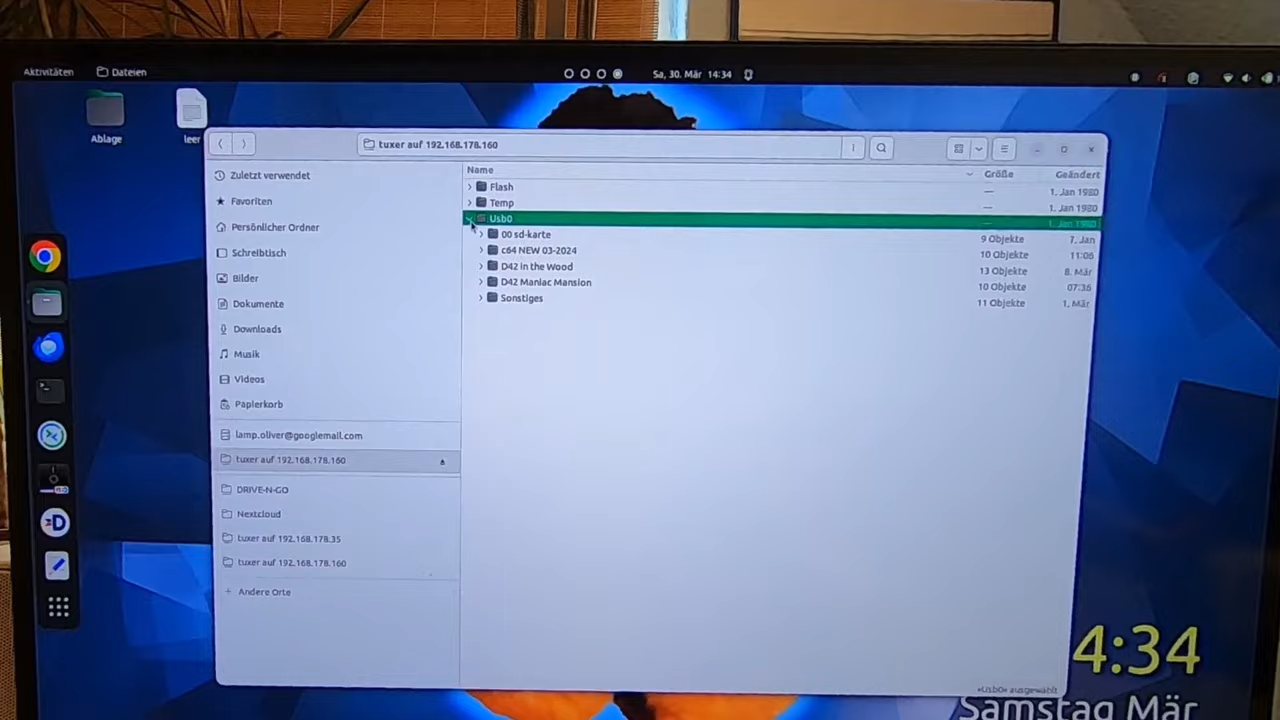 Aktivitäten
Dateien
Sa, 30. Mär 14:34
Ablage
leer
tuxer auf 192.168.178.160
Zuletzt verwendet
Favoriten
Persönlicher Ordner
Schreibtisch
Bilder
Dokumente
Downloads
Musik
Videos
Papierkorb
lamp.oliver@googlemail.com
tuxer auf 192.168.178.160
DRIVE-N-GO
Nextcloud
tuxer auf 192.168.178.35
tuxer auf 192.168.178.160
+ Andere Orte
Name Größe Geändert
Flash — 1. Jan 1980
Temp — 1. Jan 1980
Usb0 — 1. Jan 1980
00 sd-karte 9 Objekte 7. Jan
c64 NEW 03-2024 10 Objekte 11:06
D42 in the Wood 13 Objekte 8. Mär
D42 Maniac Mansion 10 Objekte 07:36
Sonstiges 11 Objekte 1. Mär
«Usb0» ausgewählt
4:34
Samstag Mär